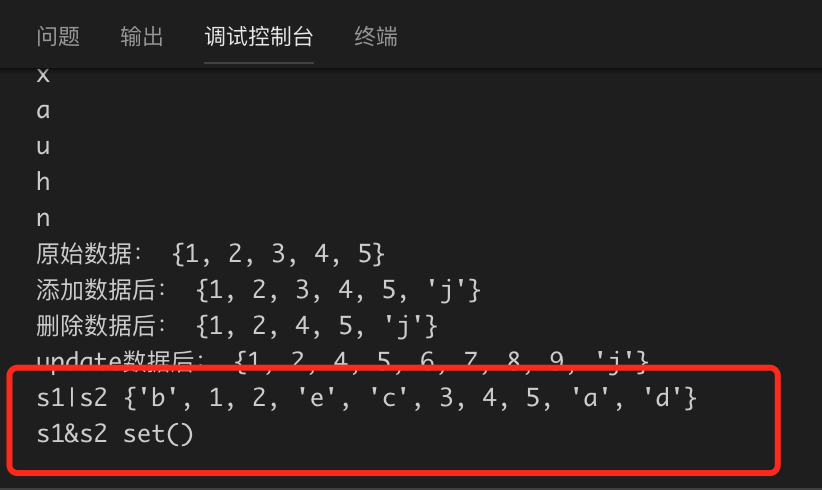 问题 输出 调试控制台 终端
x
a
u
h
n
原始数据： {1, 2, 3, 4, 5}
添加数据后： {1, 2, 3, 4, 5, 'j'}
删除数据后： {1, 2, 4, 5, 'j'}
update数据后： {1, 2, 4, 5, 6, 7, 8, 9, 'j'}
s1|s2 {'b', 1, 2, 'e', 'c', 3, 4, 5, 'a', 'd'}
s1&s2 set()